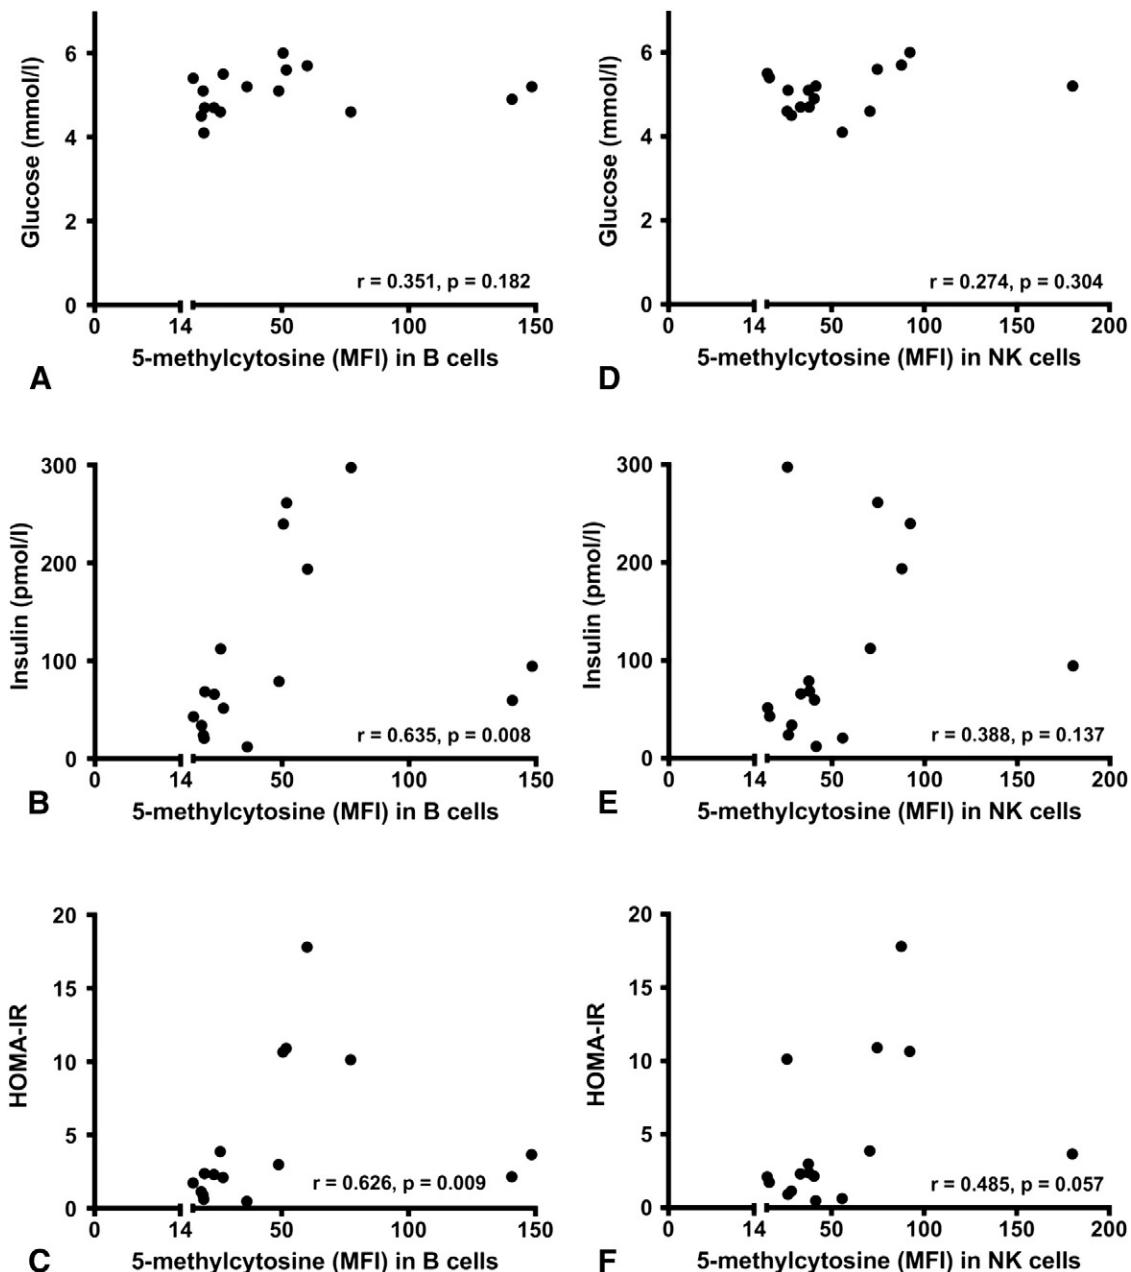 Glucose (mmol/l)
6
4
2
0
r = 0.351, p = 0.182
0 14 50 100 150
5-methylcytosine (MFI) in B cells
A
Glucose (mmol/l)
6
4
2
0
r = 0.274, p = 0.304
0 14 50 100 150 200
5-methylcytosine (MFI) in NK cells
D
Insulin (pmol/l)
300
200
100
0
r = 0.635, p = 0.008
0 14 50 100 150
5-methylcytosine (MFI) in B cells
B
Insulin (pmol/l)
300
200
100
0
r = 0.388, p = 0.137
0 14 50 100 150 200
5-methylcytosine (MFI) in NK cells
E
HOMA-IR
20
15
10
5
0
r = 0.626, p = 0.009
0 14 50 100 150
5-methylcytosine (MFI) in B cells
C
HOMA-IR
20
15
10
5
0
r = 0.485, p = 0.057
0 14 50 100 150 200
5-methylcytosine (MFI) in NK cells
F